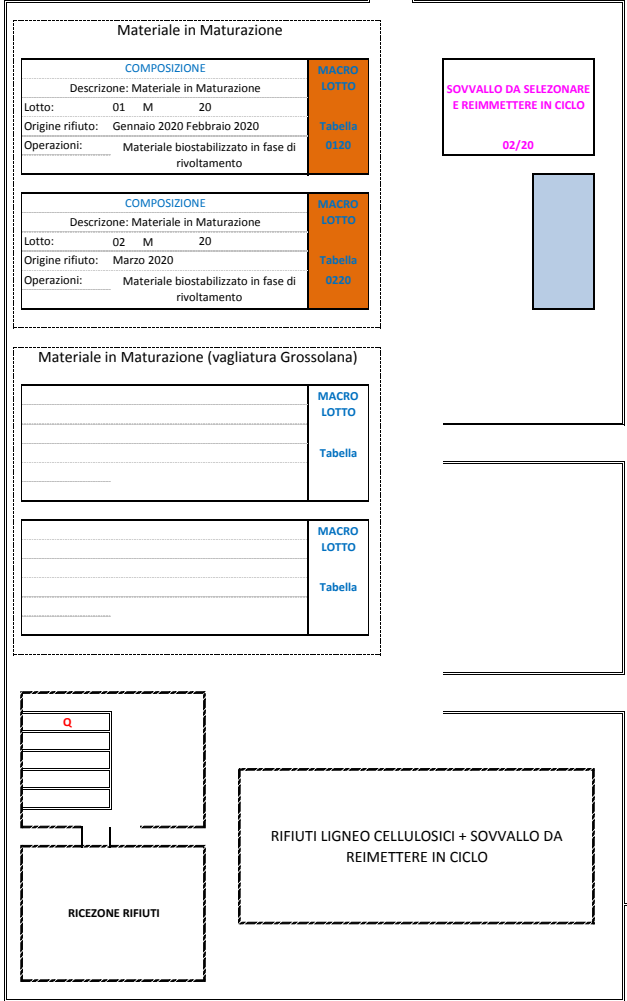 Materiale in Maturazione
COMPOSIZIONE
Descrizone: Materiale in Maturazione
Lotto: 01 M 20
Origine rifiuto: Gennaio 2020 Febbraio 2020
Operazioni: Materiale biostabilizzato in fase di
rivoltamento
MACRO
LOTTO
Tabella
0120
COMPOSIZIONE
Descrizone: Materiale in Maturazione
Lotto: 02 M 20
Origine rifiuto: Marzo 2020
Operazioni: Materiale biostabilizzato in fase di
rivoltamento
MACRO
LOTTO
Tabella
0220
SOVVALLO DA SELEZONARE
E REIMMETTERE IN CICLO
02/20
Materiale in Maturazione (vagliatura Grossolana)
MACRO
LOTTO
Tabella
MACRO
LOTTO
Tabella
Q
RIFIUTI LIGNEO CELLULOSICI + SOVVALLO DA
REIMETTERE IN CICLO
RICEZONE RIFIUTI